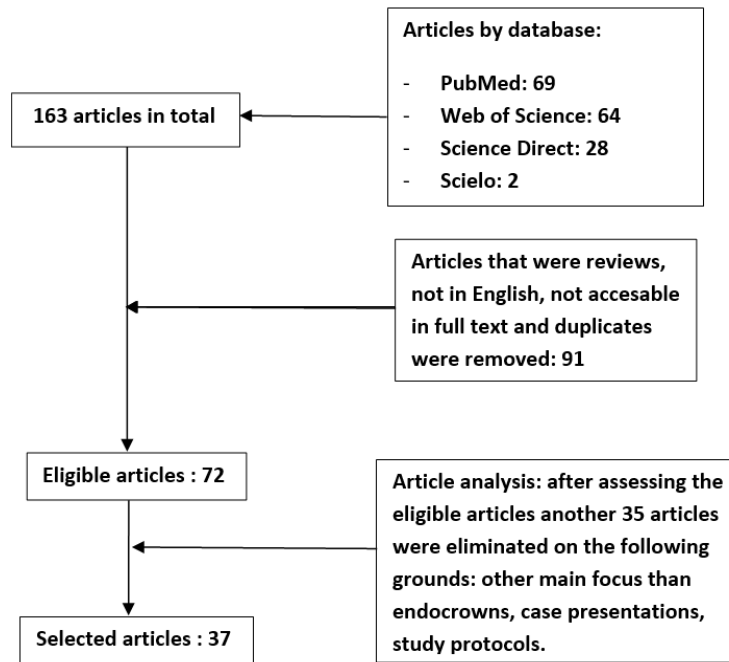 Articles by database:
- PubMed: 69
- Web of Science: 64
- Science Direct: 28
- Scielo: 2
163 articles in total
Articles that were reviews,
not in English, not accesable
in full text and duplicates
were removed: 91
Eligible articles : 72
Article analysis: after assessing the
eligible articles another 35 articles
were eliminated on the following
grounds: other main focus than
endocrowns, case presentations,
study protocols.
Selected articles : 37